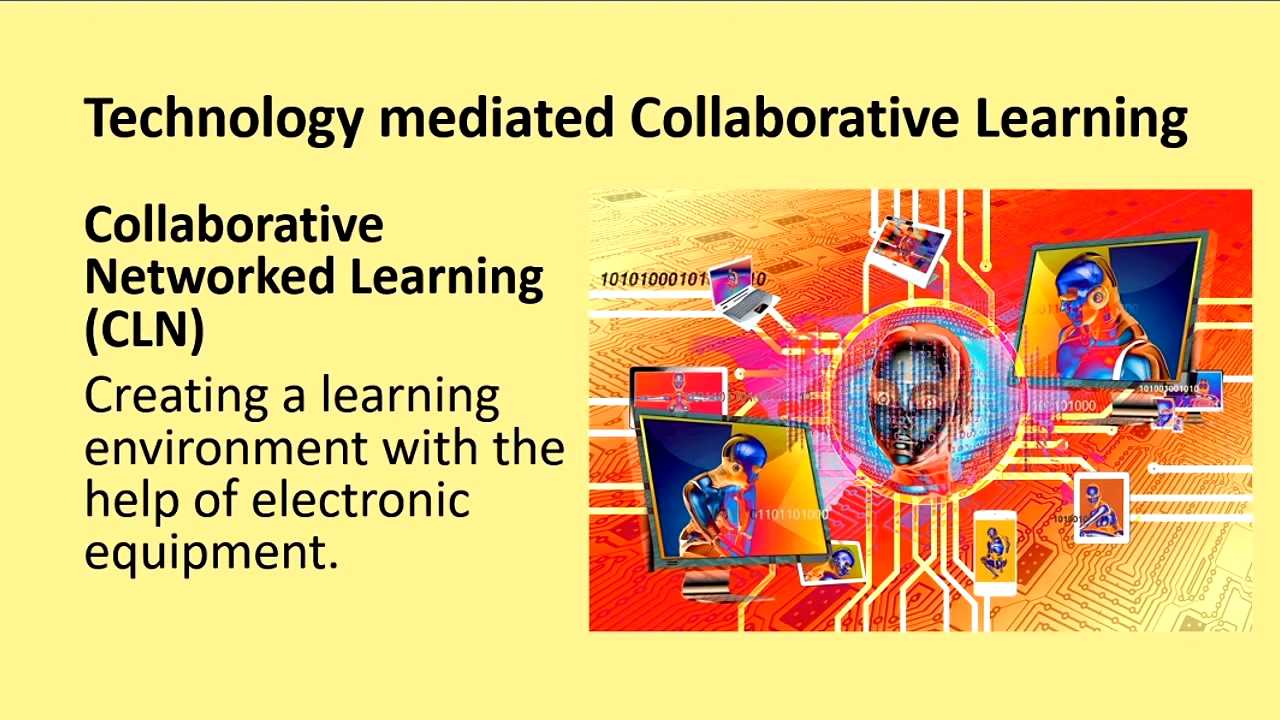 Technology mediated Collaborative Learning
Collaborative
Networked Learning
(CLN)
Creating a learning
environment with the
help of electronic
equipment.